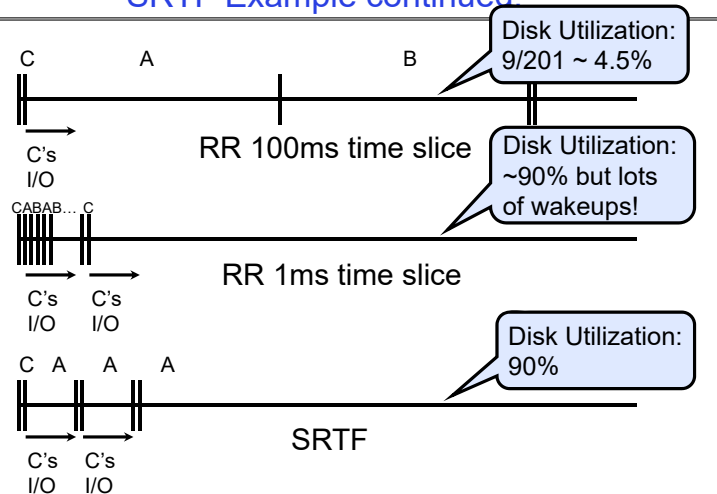 SRTF Example continued:
Disk Utilization:
9/201 ~ 4.5%
C A B
C's
I/O
RR 100ms time slice
Disk Utilization:
~90% but lots
of wakeups!
CABAB... C
C's C's
I/O I/O
RR 1ms time slice
Disk Utilization:
90%
C A A A
C's C's
I/O I/O
SRTF